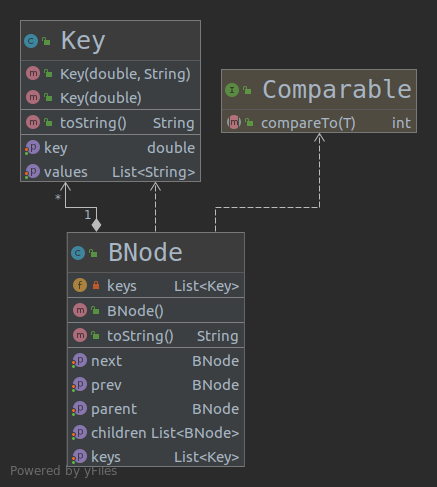 Key
Key(double, String)
Key(double)
toString() String
key double
values List<String>
Comparable
compareTo(T) int
*
1
BNode
keys List<Key>
BNode()
toString() String
next BNode
prev BNode
parent BNode
children List<BNode>
keys List<Key>
Powered by yFiles